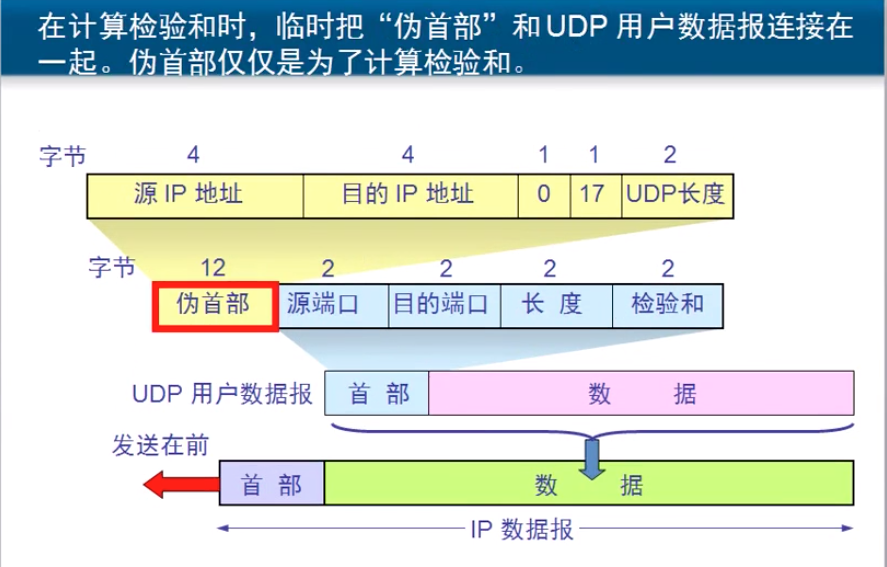 在计算检验和时，临时把“伪首部”和UDP 用户数据报连接在
一起。伪首部仅仅是为了计算检验和。
字节 4 4 1 1 2
源 IP 地址 目的 IP 地址 0 17 UDP长度
字节 12 2 2 2 2
伪首部 源端口 目的端口 长 度 检验和
UDP 用户数据报 首 部 数 据
发送在前
首 部 数 据
IP 数据报